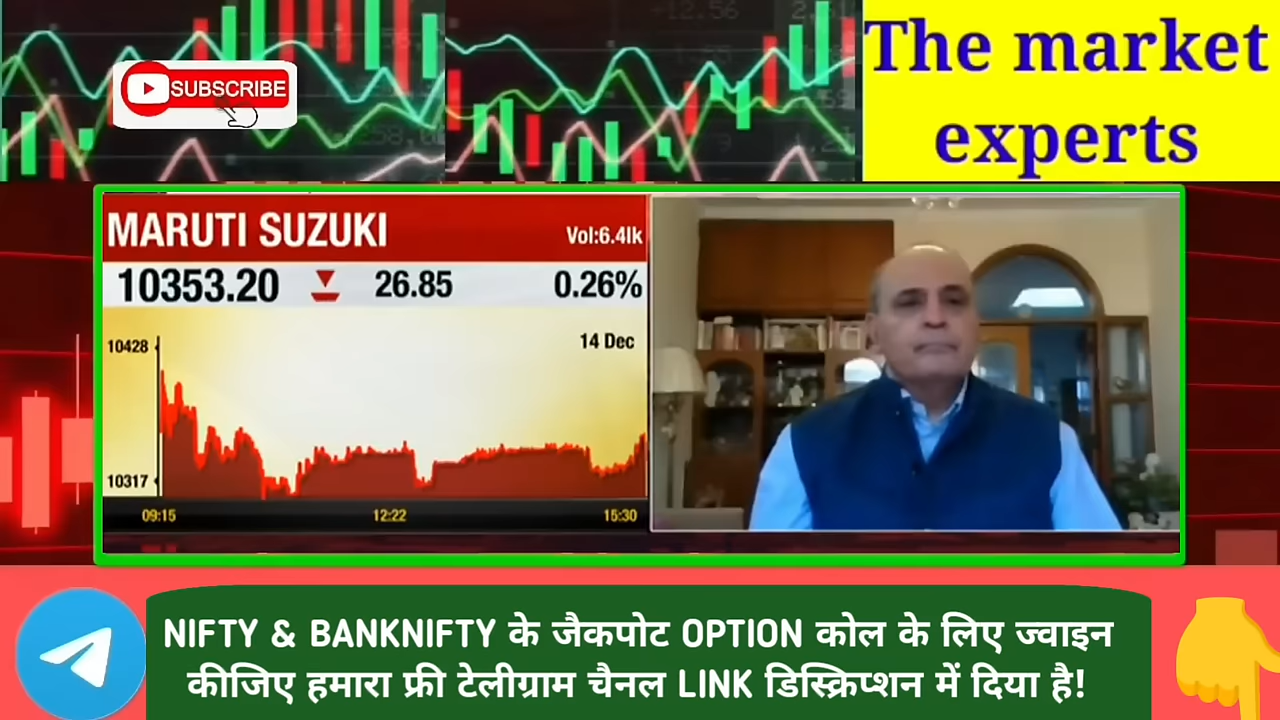 SUBSCRIBE
The market
experts
MARUTI SUZUKI
Vol:6.4lk
10353.20 26.85 0.26%
10428
14 Dec
10317
09:15 12:22 15:30
NIFTY & BANKNIFTY के जैकपोट OPTION कोल के लिए ज्वाइन
कीजिए हमारा फ्री टेलीग्राम चैनल LINK डिस्क्रिप्शन में दिया है!